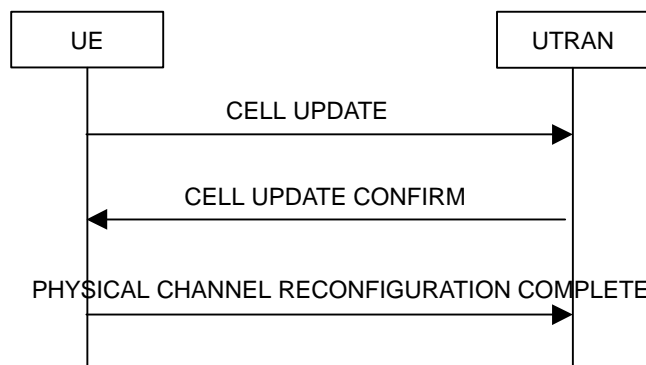 UE
UTRAN
CELL UPDATE
CELL UPDATE CONFIRM
PHYSICAL CHANNEL RECONFIGURATION COMPLETE